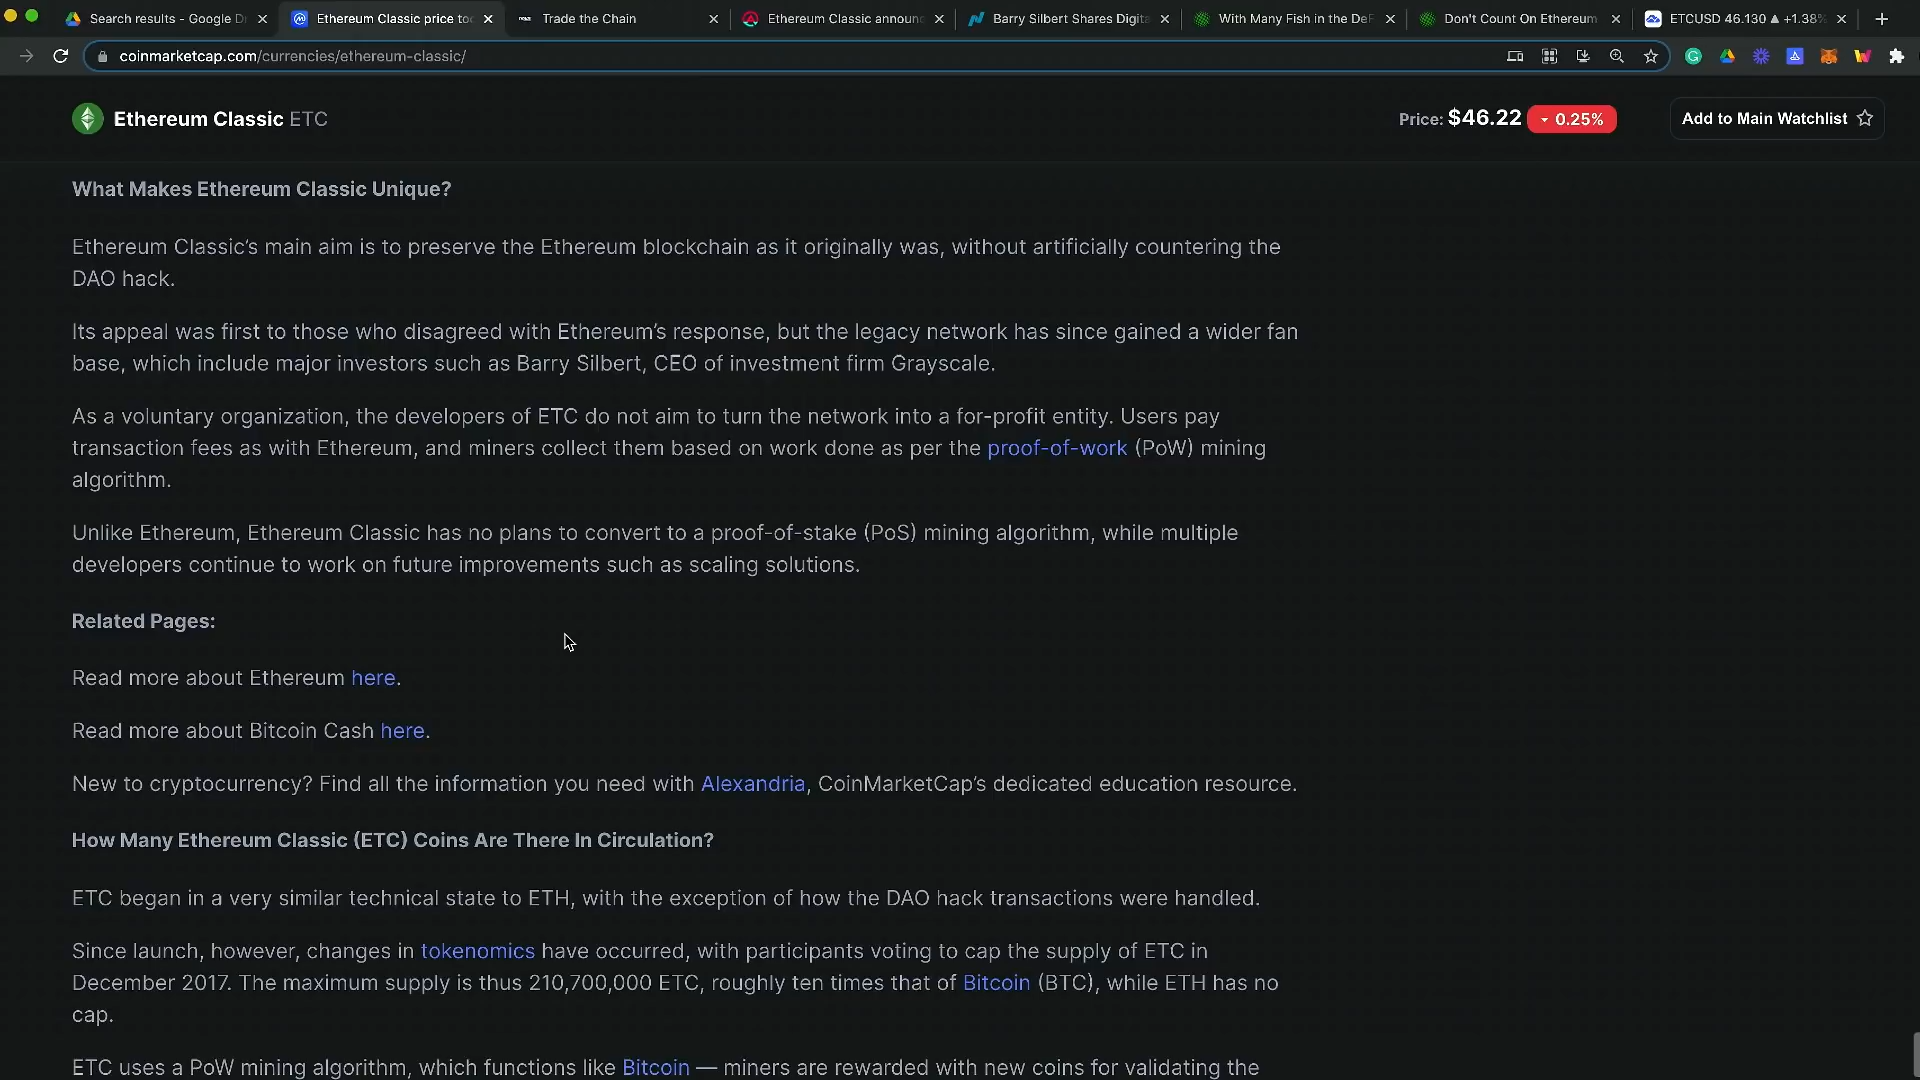 Search results - Google Dr
Ethereum Classic price tod
Trade the Chain
Ethereum Classic announ
Barry Silbert Shares Digita
With Many Fish in the DeF
Don't Count On Ethereum
ETCUSD 46.130 ▲ +1.38%
coinmarketcap.com/currencies/ethereum-classic/
Ethereum Classic ETC
Price: $46.22
0.25%
Add to Main Watchlist
What Makes Ethereum Classic Unique?
Ethereum Classic's main aim is to preserve the Ethereum blockchain as it originally was, without artificially countering the
DAO hack.
Its appeal was first to those who disagreed with Ethereum's response, but the legacy network has since gained a wider fan
base, which include major investors such as Barry Silbert, CEO of investment firm Grayscale.
As a voluntary organization, the developers of ETC do not aim to turn the network into a for-profit entity. Users pay
transaction fees as with Ethereum, and miners collect them based on work done as per the proof-of-work (PoW) mining
algorithm.
Unlike Ethereum, Ethereum Classic has no plans to convert to a proof-of-stake (PoS) mining algorithm, while multiple
developers continue to work on future improvements such as scaling solutions.
Related Pages:
Read more about Ethereum here.
Read more about Bitcoin Cash here.
New to cryptocurrency? Find all the information you need with Alexandria, CoinMarketCap's dedicated education resource.
How Many Ethereum Classic (ETC) Coins Are There In Circulation?
ETC began in a very similar technical state to ETH, with the exception of how the DAO hack transactions were handled.
Since launch, however, changes in tokenomics have occurred, with participants voting to cap the supply of ETC in
December 2017. The maximum supply is thus 210,700,000 ETC, roughly ten times that of Bitcoin (BTC), while ETH has no
cap.
ETC uses a PoW mining algorithm, which functions like Bitcoin — miners are rewarded with new coins for validating the